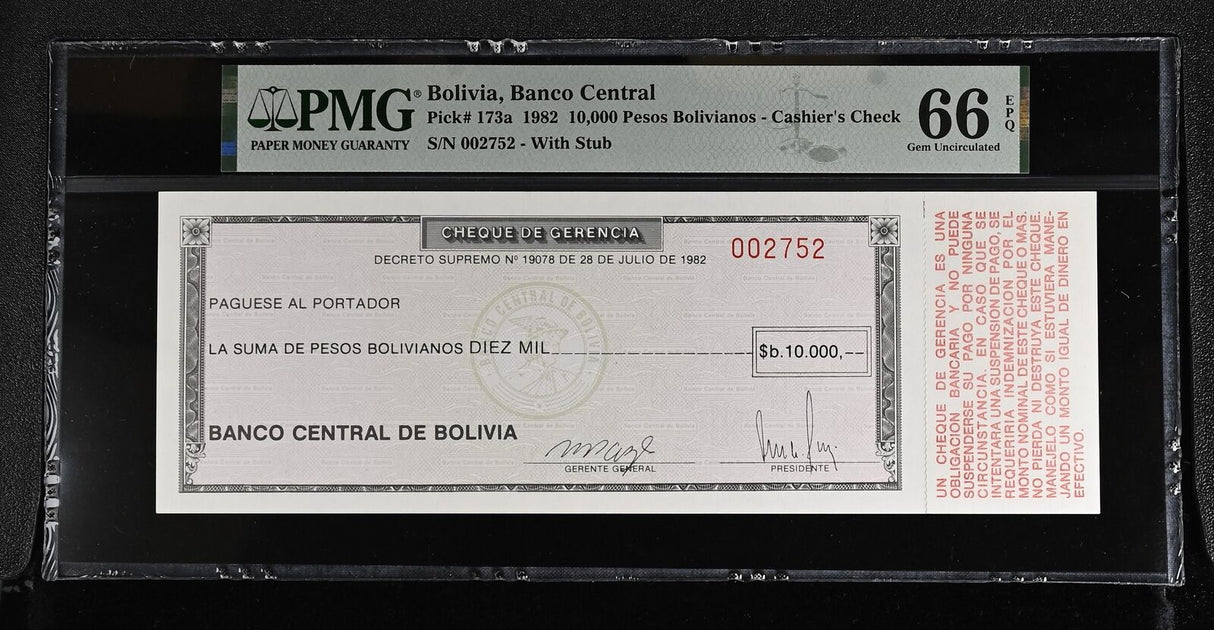 PMG®
PAPER MONEY GUARANTY
Bolivia, Banco Central
Pick# 173a 1982 10,000 Pesos Bolivianos - Cashier's Check
S/N 002752 - With Stub
66
EPQ
Gem Uncirculated
CHEQUE DE GERENCIA
DECRETO SUPREMO Nº 19078 DE 28 DE JULIO DE 1982
002752
PAGUESE AL PORTADOR
LA SUMA DE PESOS BOLIVIANOS DIEZ MIL
$b.10.000,--
BANCO CENTRAL DE BOLIVIA
BANCO CENTRAL DE BOLIVIA
GERENTE GENERAL
PRESIDENTE
UN CHEQUE DE GERENCIA ES UNA
OBLIGACION BANCARIA Y NO PUEDE
SUSPENDERSE SU PAGO POR NINGUNA
CIRCUNSTANCIA. EN CASO QUE SE
INTENTARA UNA SUSPENSION DE PAGO, SE
REQUERIRIA INDEMNIZACION POR EL
MONTO NOMINAL DE ESTE CHEQUE O MAS.
NO PIERDA NI DESTRUYA ESTE CHEQUE.
MANEJELO COMO SI ESTUVIERA MANE-
JANDO UN MONTO IGUAL DE DINERO EN
EFECTIVO.